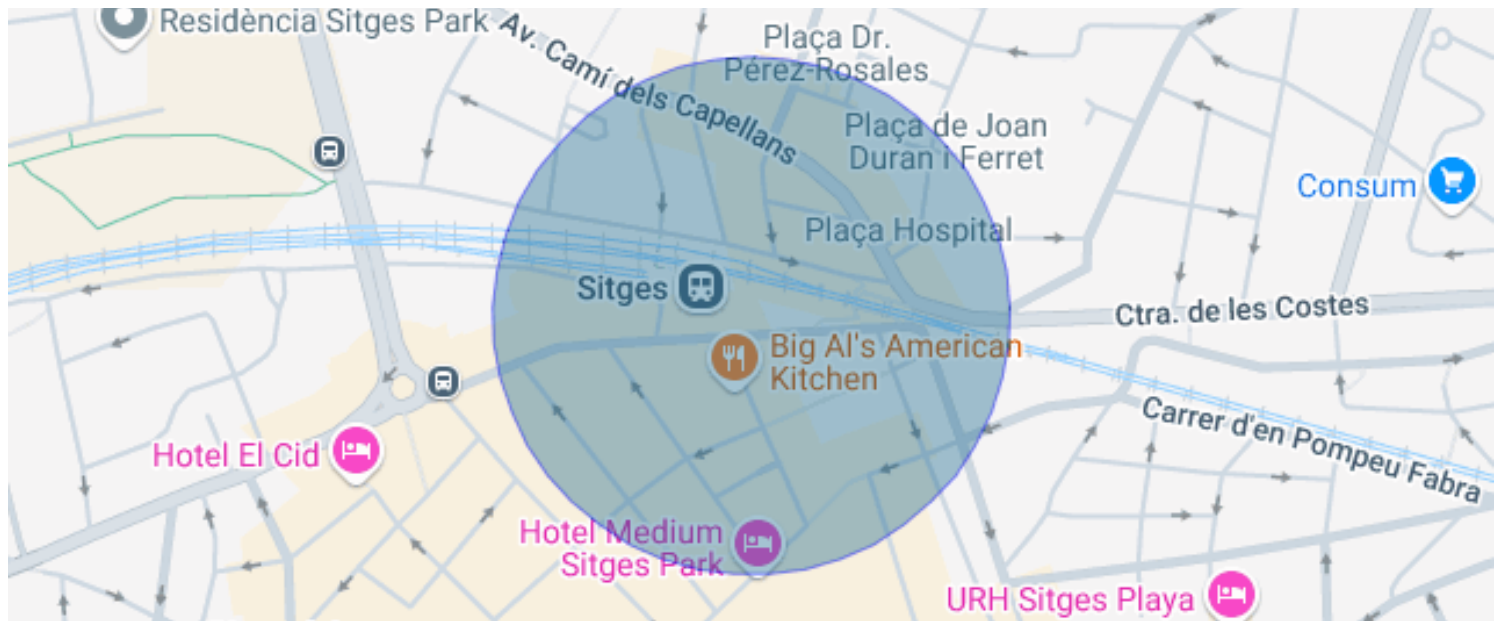 Residència Sitges Park
Av. Camí dels Capellans
Plaça Dr.
Pérez-Rosales
Plaça de Joan
Duran i Ferret
Consum
Plaça Hospital
Sitges
Ctra. de les Costes
Big Al's American
Kitchen
Carrer d'en Pompeu Fabra
Hotel El Cid
Hotel Medium
Sitges Park
URH Sitges Playa